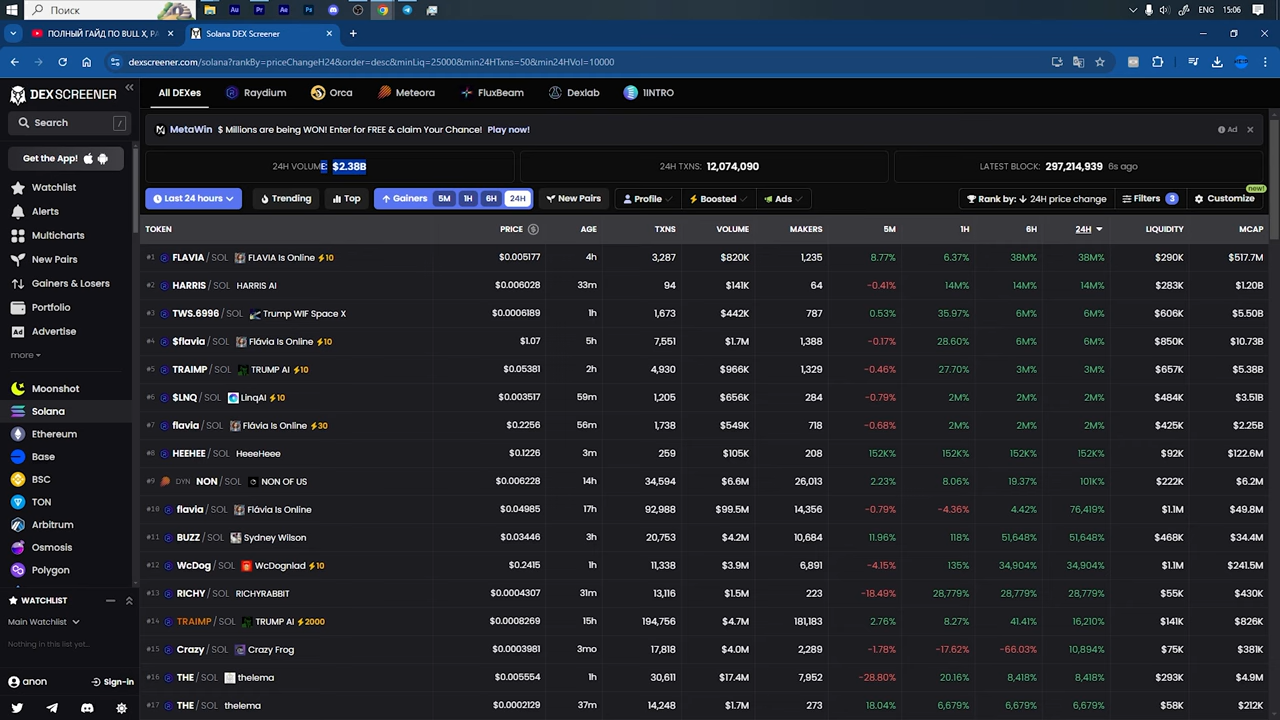 Поиск
Au Pr Ae Ps
ENG 15:06
ПОЛНЫЙ ГАЙД ПО BULL X, РА Solana DEX Screener
dexscreener.com/solana?rankBy=priceChangeH24&order=desc&minLiq=25000&min24HTxns=50&min24HVol=10000
DEXSCREENER All DEXes Raydium Orca Meteora FluxBeam Dexlab 1INTRO
Search /
MetaWin $ Millions are being WON! Enter for FREE & claim Your Chance! Play now! Ad
Get the App! 24H VOLUME: $2.38B 24H TXNS: 12,074,090 LATEST BLOCK: 297,214,939 6s ago
new!
Last 24 hours Trending Top Gainers 5M 1H 6H 24H New Pairs Profile Boosted Ads Rank by: 24H price change Filters 3 Customize
TOKEN PRICE AGE TXNS VOLUME MAKERS 5M 1H 6H 24H LIQUIDITY MCAP
#1 FLAVIA / SOL FLAVIA Is Online 10 $0.005177 4h 3,287 $820K 1,235 8.77% 6.37% 38M% 38M% $290K $517.7M
#2 HARRIS / SOL HARRIS AI $0.006028 33m 94 $141K 64 -0.41% 14M% 14M% 14M% $283K $1.20B
#3 TWS.6996 / SOL Trump WIF Space X $0.0006189 1h 1,673 $442K 787 0.53% 35.97% 6M% 6M% $606K $5.50B
#4 $flavia / SOL Flávia Is Online 10 $1.07 5h 7,551 $1.7M 1,388 -0.17% 28.60% 6M% 6M% $850K $10.73B
#5 TRAIMP / SOL TRUMP AI 10 $0.05381 2h 4,930 $966K 1,329 -0.46% 27.70% 3M% 3M% $657K $5.38B
#6 $LNQ / SOL LinqAI 10 $0.003517 59m 1,205 $656K 284 -0.79% 2M% 2M% 2M% $484K $3.51B
#7 flavia / SOL Flávia Is Online 30 $0.2256 56m 1,738 $549K 718 -0.68% 2M% 2M% 2M% $425K $2.25B
#8 HEEHEE / SOL HeeeHeee $0.1226 3m 259 $105K 208 152K% 152K% 152K% 152K% $92K $122.6M
#9 DYN NON / SOL NON OF US $0.006228 14h 34,594 $6.6M 26,013 2.23% 8.06% 19.37% 101K% $222K $6.2M
#10 flavia / SOL Flávia Is Online $0.04985 17h 92,988 $99.5M 14,356 -0.79% -4.36% 4.42% 76,419% $1.1M $49.8M
#11 BUZZ / SOL Sydney Wilson $0.03446 3h 20,753 $4.2M 10,684 11.96% 118% 51,648% 51,648% $468K $34.4M
#12 WcDog / SOL WcDogniad 10 $0.2415 1h 11,338 $3.9M 6,891 -4.15% 135% 34,904% 34,904% $1.1M $241.5M
#13 RICHY / SOL RICHYRABBIT $0.0004307 31m 13,116 $1.5M 223 -18.49% 28,779% 28,779% 28,779% $55K $430K
#14 TRAIMP / SOL TRUMP AI 2000 $0.0008269 15h 194,756 $4.7M 181,183 2.76% 8.27% 41.41% 16,210% $141K $826K
#15 Crazy / SOL Crazy Frog $0.0003981 3mo 17,818 $4.0M 2,289 -1.78% -17.62% -66.03% 10,894% $75K $381K
#16 THE / SOL thelema $0.005554 1h 30,611 $17.4M 7,952 -28.80% 20.16% 8,418% 8,418% $293K $4.9M
#17 THE / SOL thelema $0.0002129 37m 14,248 $1.7M 273 18.04% 6,679% 6,679% 6,679% $58K $212K
Watchlist
Alerts
Multicharts
New Pairs
Gainers & Losers
Portfolio
Ad Advertise
more
Moonshot
Solana
Ethereum
Base
BSC
TON
Arbitrum
Osmosis
Polygon
WATCHLIST
Main Watchlist
Nothing in this list yet...
anon Sign-in